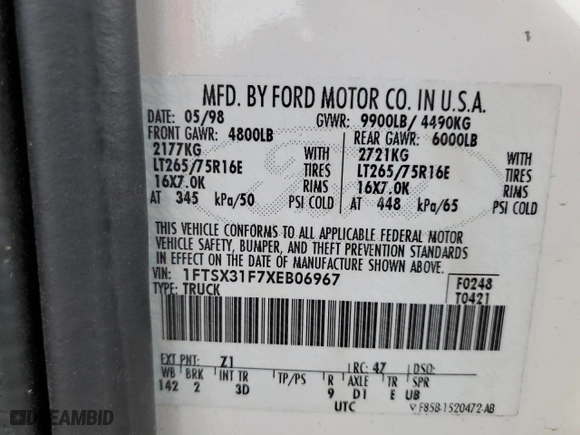 MFD. BY FORD MOTOR CO. IN U.S.A.
DATE: 05/98 GVWR: 9900LB/ 4490KG
FRONT GAWR: 4800LB REAR GAWR: 6000LB
2177KG WITH 2721KG WITH
LT265/75R16E TIRES LT265/75R16E TIRES
16X7.0K RIMS 16X7.0K RIMS
AT 345 kPa/50 PSI COLD AT 448 kPa/65 PSI COLD
THIS VEHICLE CONFORMS TO ALL APPLICABLE FEDERAL MOTOR
VEHICLE SAFETY, BUMPER, AND THEFT PREVENTION STANDARDS
IN EFFECT ON THE DATE OF MANUFACTURE SHOWN ABOVE.
VIN: 1FTSX31F7XEB06967 F0248
TYPE: TRUCK T0421
EXT PNT: Z1 RC: 47 DSO:
WB BRK INT TR TP/PS R AXLE TR SPR
142 2 3D 9 D1 E UB
UTC F85B-1520472-AB
DREAMBID